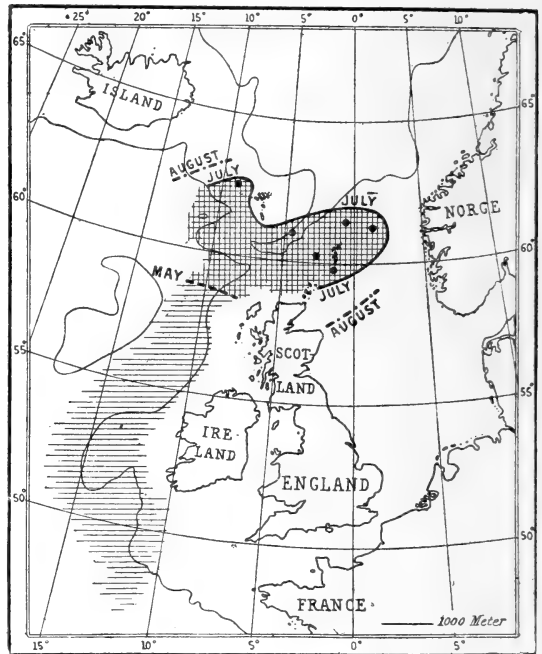 25° 20° 15° 10° 5° 0° 5° 10°
65° 65°
ISLAND
AUGUST
JULY
60°
JULY
NORGE
60°
MAY
JULY
AUGUST
55°
SCOT
LAND
55°
IRE
LAND
50°
ENGLAND
50°
FRANCE
1000 Meter
15° 10° 5° 0° 5°